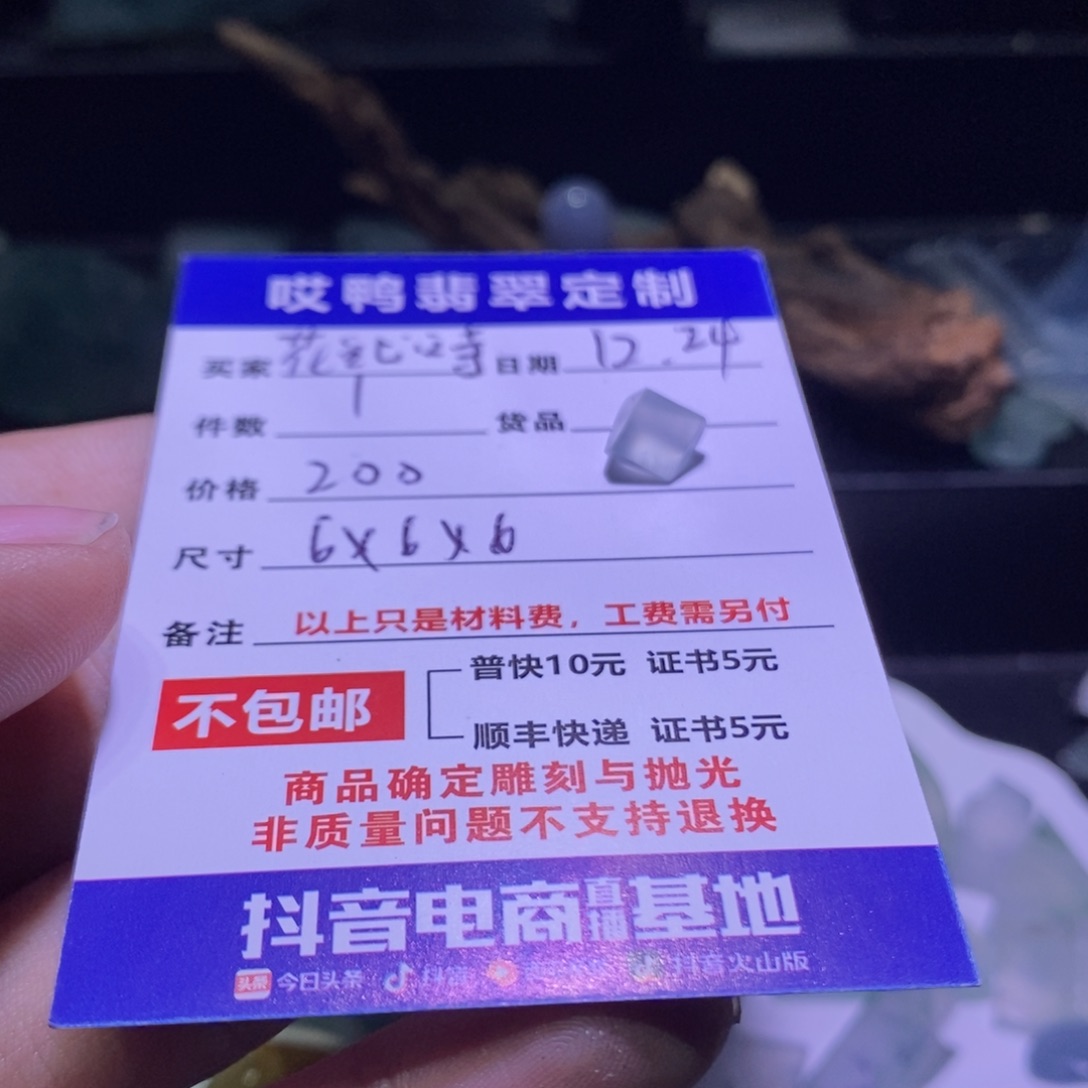 哎鸭翡翠定制
买家 日期 12.24
件数 1 货品
价格 200
尺寸 6X6X6
备注 以上只是材料费，工费需另付
不包邮
普快10元 证书5元
顺丰快递 证书5元
商品确定雕刻与抛光
非质量问题不支持退换
抖音电商直播基地
头条 今日头条 抖音 抖音火山版